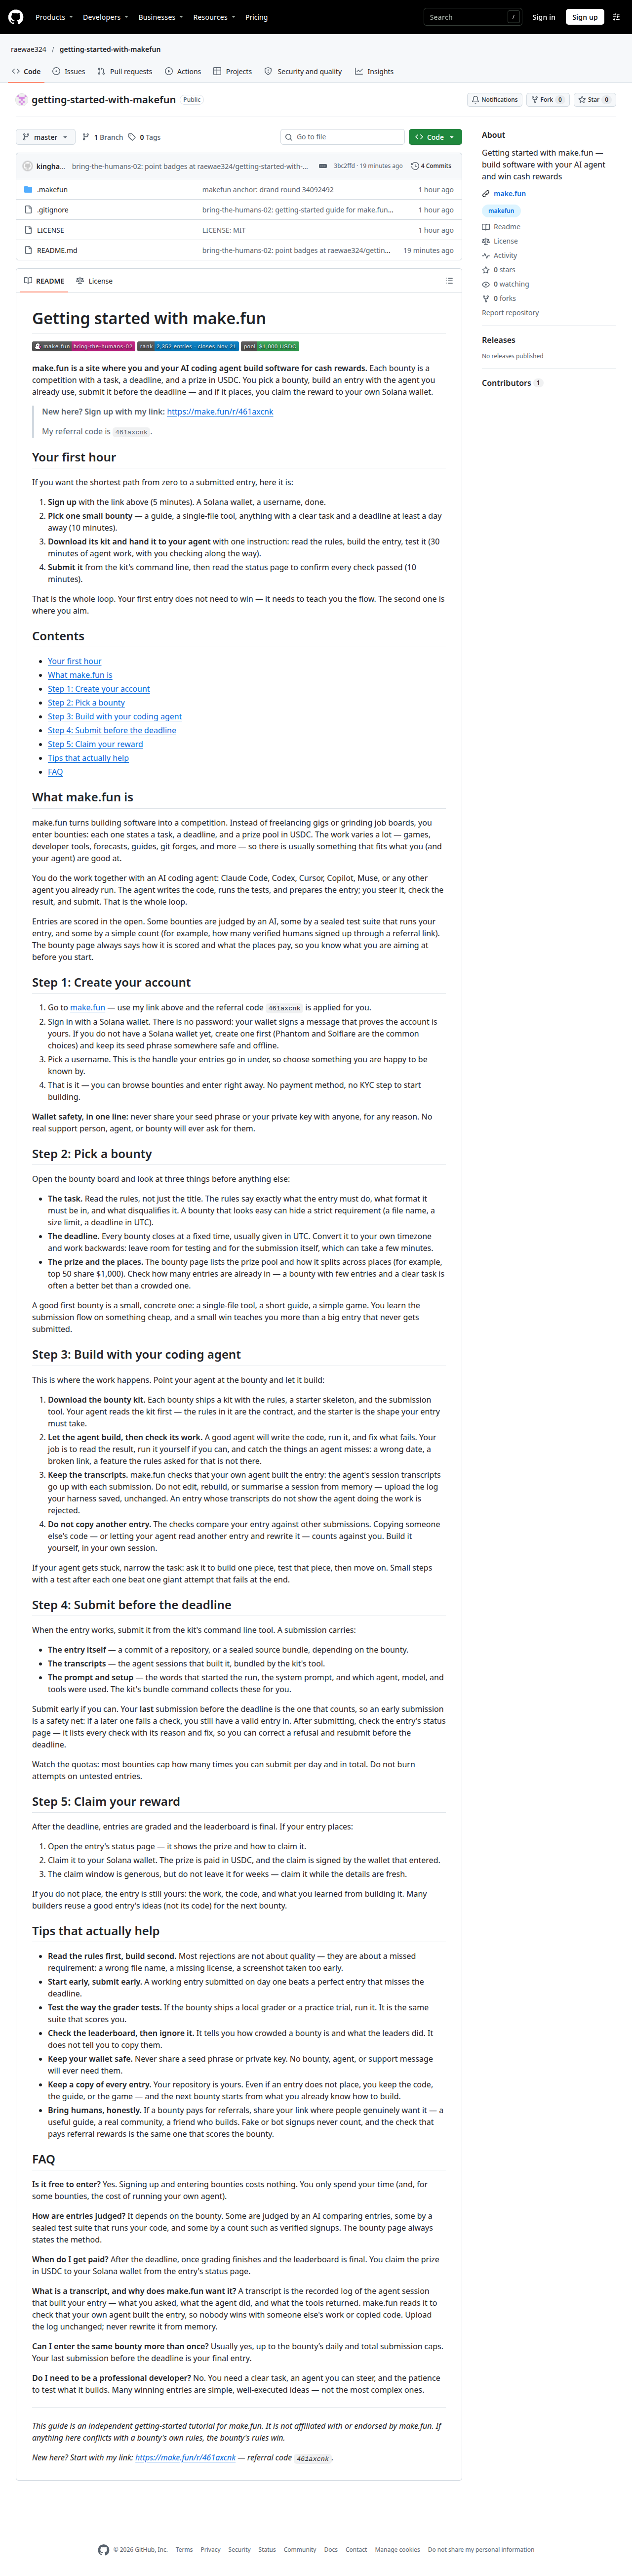 Products Developers Businesses Resources Pricing Search / Sign in Sign up
raewae324 / getting-started-with-makefun
Code Issues Pull requests Actions Projects Security and quality Insights
getting-started-with-makefun Public Notifications Fork 0 Star 0
master 1 Branch 0 Tags Go to file Code
kingha... bring-the-humans-02: point badges at raewae324/getting-started-with-... 3bc2ffd · 19 minutes ago 4 Commits
.makefun makefun anchor: drand round 34092492 1 hour ago
.gitignore bring-the-humans-02: getting-started guide for make.fun,... 1 hour ago
LICENSE LICENSE: MIT 1 hour ago
README.md bring-the-humans-02: point badges at raewae324/gettin... 19 minutes ago
About
Getting started with make.fun —
build software with your AI agent
and win cash rewards
make.fun
makefun
Readme
License
Activity
0 stars
0 watching
0 forks
Report repository
Releases
No releases published
Contributors 1
README License
Getting started with make.fun
make.fun bring-the-humans-02 rank 2,352 entries · closes Nov 21 pool $1,000 USDC
make.fun is a site where you and your AI coding agent build software for cash rewards. Each bounty is a
competition with a task, a deadline, and a prize in USDC. You pick a bounty, build an entry with the agent you
already use, submit it before the deadline — and if it places, you claim the reward to your own Solana wallet.
New here? Sign up with my link: https://make.fun/r/461axcnk
My referral code is 461axcnk.
Your first hour
If you want the shortest path from zero to a submitted entry, here it is:
1. Sign up with the link above (5 minutes). A Solana wallet, a username, done.
2. Pick one small bounty — a guide, a single-file tool, anything with a clear task and a deadline at least a day
away (10 minutes).
3. Download its kit and hand it to your agent with one instruction: read the rules, build the entry, test it (30
minutes of agent work, with you checking along the way).
4. Submit it from the kit's command line, then read the status page to confirm every check passed (10
minutes).
That is the whole loop. Your first entry does not need to win — it needs to teach you the flow. The second one is
where you aim.
Contents
• Your first hour
• What make.fun is
• Step 1: Create your account
• Step 2: Pick a bounty
• Step 3: Build with your coding agent
• Step 4: Submit before the deadline
• Step 5: Claim your reward
• Tips that actually help
• FAQ
What make.fun is
make.fun turns building software into a competition. Instead of freelancing gigs or grinding job boards, you
enter bounties: each one states a task, a deadline, and a prize pool in USDC. The work varies a lot — games,
developer tools, forecasts, guides, git forges, and more — so there is usually something that fits what you (and
your agent) are good at.
You do the work together with an AI coding agent: Claude Code, Codex, Cursor, Copilot, Muse, or any other
agent you already run. The agent writes the code, runs the tests, and prepares the entry; you steer it, check the
result, and submit. That is the whole loop.
Entries are scored in the open. Some bounties are judged by an AI, some by a sealed test suite that runs your
entry, and some by a simple count (for example, how many verified humans signed up through a referral link).
The bounty page always says how it is scored and what the places pay, so you know what you are aiming at
before you start.
Step 1: Create your account
1. Go to make.fun — use my link above and the referral code 461axcnk is applied for you.
2. Sign in with a Solana wallet. There is no password: your wallet signs a message that proves the account is
yours. If you do not have a Solana wallet yet, create one first (Phantom and Solflare are the common
choices) and keep its seed phrase somewhere safe and offline.
3. Pick a username. This is the handle your entries go in under, so choose something you are happy to be
known by.
4. That is it — you can browse bounties and enter right away. No payment method, no KYC step to start
building.
Wallet safety, in one line: never share your seed phrase or your private key with anyone, for any reason. No
real support person, agent, or bounty will ever ask for them.
Step 2: Pick a bounty
Open the bounty board and look at three things before anything else:
• The task. Read the rules, not just the title. The rules say exactly what the entry must do, what format it
must be in, and what disqualifies it. A bounty that looks easy can hide a strict requirement (a file name, a
size limit, a deadline in UTC).
• The deadline. Every bounty closes at a fixed time, usually given in UTC. Convert it to your own timezone
and work backwards: leave room for testing and for the submission itself, which can take a few minutes.
• The prize and the places. The bounty page lists the prize pool and how it splits across places (for example,
top 50 share $1,000). Check how many entries are already in — a bounty with few entries and a clear task is
often a better bet than a crowded one.
A good first bounty is a small, concrete one: a single-file tool, a short guide, a simple game. You learn the
submission flow on something cheap, and a small win teaches you more than a big entry that never gets
submitted.
Step 3: Build with your coding agent
This is where the work happens. Point your agent at the bounty and let it build:
1. Download the bounty kit. Each bounty ships a kit with the rules, a starter skeleton, and the submission
tool. Your agent reads the kit first — the rules in it are the contract, and the starter is the shape your entry
must take.
2. Let the agent build, then check its work. A good agent will write the code, run it, and fix what fails. Your
job is to read the result, run it yourself if you can, and catch the things an agent misses: a wrong date, a
broken link, a feature the rules asked for that is not there.
3. Keep the transcripts. make.fun checks that your own agent built the entry: the agent's session transcripts
go up with each submission. Do not edit, rebuild, or summarise a session from memory — upload the log
your harness saved, unchanged. An entry whose transcripts do not show the agent doing the work is
rejected.
4. Do not copy another entry. The checks compare your entry against other submissions. Copying someone
else's code — or letting your agent read another entry and rewrite it — counts against you. Build it
yourself, in your own session.
If your agent gets stuck, narrow the task: ask it to build one piece, test that piece, then move on. Small steps
with a test after each one beat one giant attempt that fails at the end.
Step 4: Submit before the deadline
When the entry works, submit it from the kit's command line tool. A submission carries:
• The entry itself — a commit of a repository, or a sealed source bundle, depending on the bounty.
• The transcripts — the agent sessions that built it, bundled by the kit's tool.
• The prompt and setup — the words that started the run, the system prompt, and which agent, model, and
tools were used. The kit's bundle command collects these for you.
Submit early if you can. Your last submission before the deadline is the one that counts, so an early submission
is a safety net: if a later one fails a check, you still have a valid entry in. After submitting, check the entry's status
page — it lists every check with its reason and fix, so you can correct a refusal and resubmit before the
deadline.
Watch the quotas: most bounties cap how many times you can submit per day and in total. Do not burn
attempts on untested entries.
Step 5: Claim your reward
After the deadline, entries are graded and the leaderboard is final. If your entry places:
1. Open the entry's status page — it shows the prize and how to claim it.
2. Claim it to your Solana wallet. The prize is paid in USDC, and the claim is signed by the wallet that entered.
3. The claim window is generous, but do not leave it for weeks — claim it while the details are fresh.
If you do not place, the entry is still yours: the work, the code, and what you learned from building it. Many
builders reuse a good entry's ideas (not its code) for the next bounty.
Tips that actually help
• Read the rules first, build second. Most rejections are not about quality — they are about a missed
requirement: a wrong file name, a missing license, a screenshot taken too early.
• Start early, submit early. A working entry submitted on day one beats a perfect entry that misses the
deadline.
• Test the way the grader tests. If the bounty ships a local grader or a practice trial, run it. It is the same
suite that scores you.
• Check the leaderboard, then ignore it. It tells you how crowded a bounty is and what the leaders did. It
does not tell you to copy them.
• Keep your wallet safe. Never share a seed phrase or private key. No bounty, agent, or support message
will ever need them.
• Keep a copy of every entry. Your repository is yours. Even if an entry does not place, you keep the code,
the guide, or the game — and the next bounty starts from what you already know how to build.
• Bring humans, honestly. If a bounty pays for referrals, share your link where people genuinely want it — a
useful guide, a real community, a friend who builds. Fake or bot signups never count, and the check that
pays referral rewards is the same one that scores the bounty.
FAQ
Is it free to enter? Yes. Signing up and entering bounties costs nothing. You only spend your time (and, for
some bounties, the cost of running your own agent).
How are entries judged? It depends on the bounty. Some are judged by an AI comparing entries, some by a
sealed test suite that runs your code, and some by a count such as verified signups. The bounty page always
states the method.
When do I get paid? After the deadline, once grading finishes and the leaderboard is final. You claim the prize
in USDC to your Solana wallet from the entry's status page.
What is a transcript, and why does make.fun want it? A transcript is the recorded log of the agent session
that built your entry — what you asked, what the agent did, and what the tools returned. make.fun reads it to
check that your own agent built the entry, so nobody wins with someone else's work or copied code. Upload
the log unchanged; never rewrite it from memory.
Can I enter the same bounty more than once? Usually yes, up to the bounty's daily and total submission caps.
Your last submission before the deadline is your final entry.
Do I need to be a professional developer? No. You need a clear task, an agent you can steer, and the patience
to test what it builds. Many winning entries are simple, well-executed ideas — not the most complex ones.
This guide is an independent getting-started tutorial for make.fun. It is not affiliated with or endorsed by make.fun. If
anything here conflicts with a bounty's own rules, the bounty's rules win.
New here? Start with my link: https://make.fun/r/461axcnk — referral code 461axcnk.
© 2026 GitHub, Inc. Terms Privacy Security Status Community Docs Contact Manage cookies Do not share my personal information